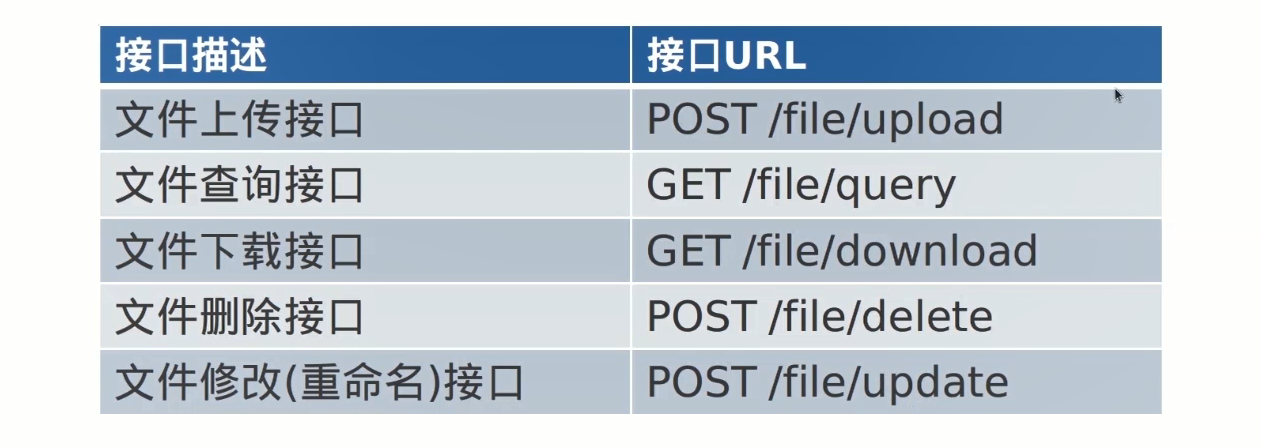 接口描述 接口URL
文件上传接口 POST /file/upload
文件查询接口 GET /file/query
文件下载接口 GET /file/download
文件删除接口 POST /file/delete
文件修改(重命名)接口 POST /file/update